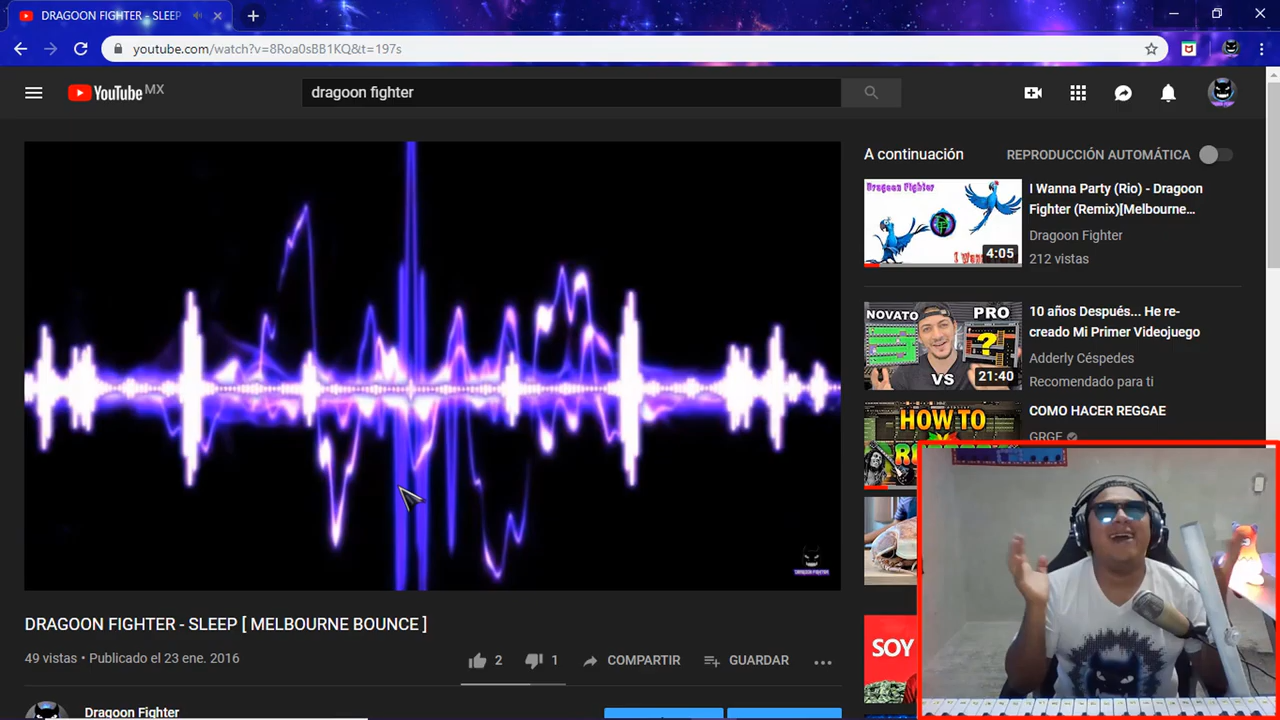 DRAGOON FIGHTER - SLEEP
youtube.com/watch?v=8Roa0sBB1KQ&t=197s
YouTube MX
dragoon fighter
A continuación
REPRODUCCIÓN AUTOMÁTICA
Dragoon Fighter
4:05
I Wanna Party (Rio) - Dragoon
Fighter (Remix)[Melbourne...
Dragoon Fighter
212 vistas
NOVATO
PRO
VS
21:40
10 años Después... He re-
creado Mi Primer Videojuego
Adderly Céspedes
Recomendado para ti
HOW TO
COMO HACER REGGAE
GRGE
SOY
DRAGOON FIGHTER
DRAGOON FIGHTER - SLEEP [ MELBOURNE BOUNCE ]
49 vistas • Publicado el 23 ene. 2016
2
1
COMPARTIR
GUARDAR
Dragoon Fighter